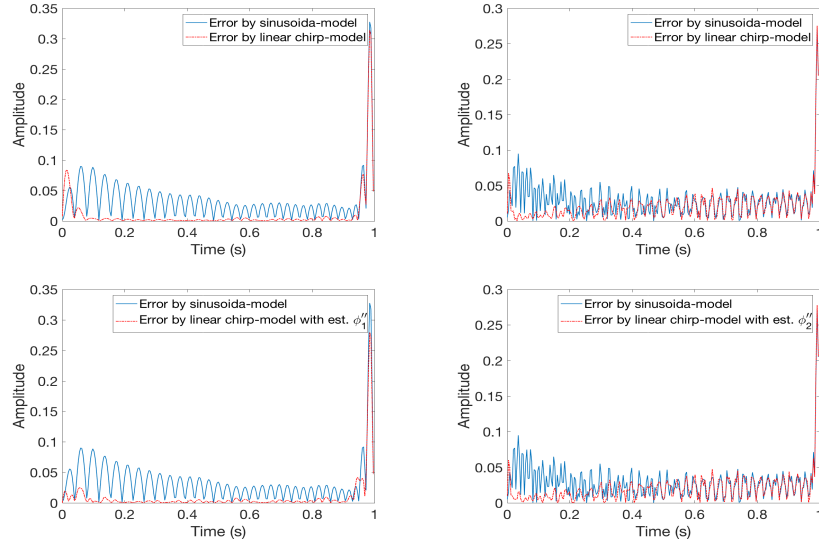 0.35
0.3
0.25
0.2
0.15
0.1
0.05
0
Amplitude
0 0.2 0.4 0.6 0.8 1
Time (s)
Error by sinusoida-model
Error by linear chirp-model
0.3
0.25
0.2
0.15
0.1
0.05
0
Amplitude
0 0.2 0.4 0.6 0.8 1
Time (s)
Error by sinusoida-model
Error by linear chirp-model
0.35
0.3
0.25
0.2
0.15
0.1
0.05
0
Amplitude
0 0.2 0.4 0.6 0.8 1
Time (s)
Error by sinusoida-model
Error by linear chirp-model with est. ϕ₁″
0.3
0.25
0.2
0.15
0.1
0.05
0
Amplitude
0 0.2 0.4 0.6 0.8 1
Time (s)
Error by sinusoida-model
Error by linear chirp-model with est. ϕ₂″